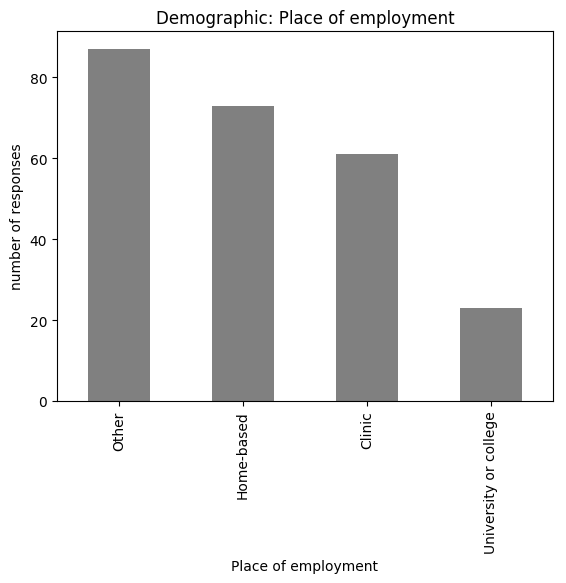 Demographic: Place of employment
number of responses
80
60
40
20
0
Other
Home-based
Clinic
University or college
Place of employment